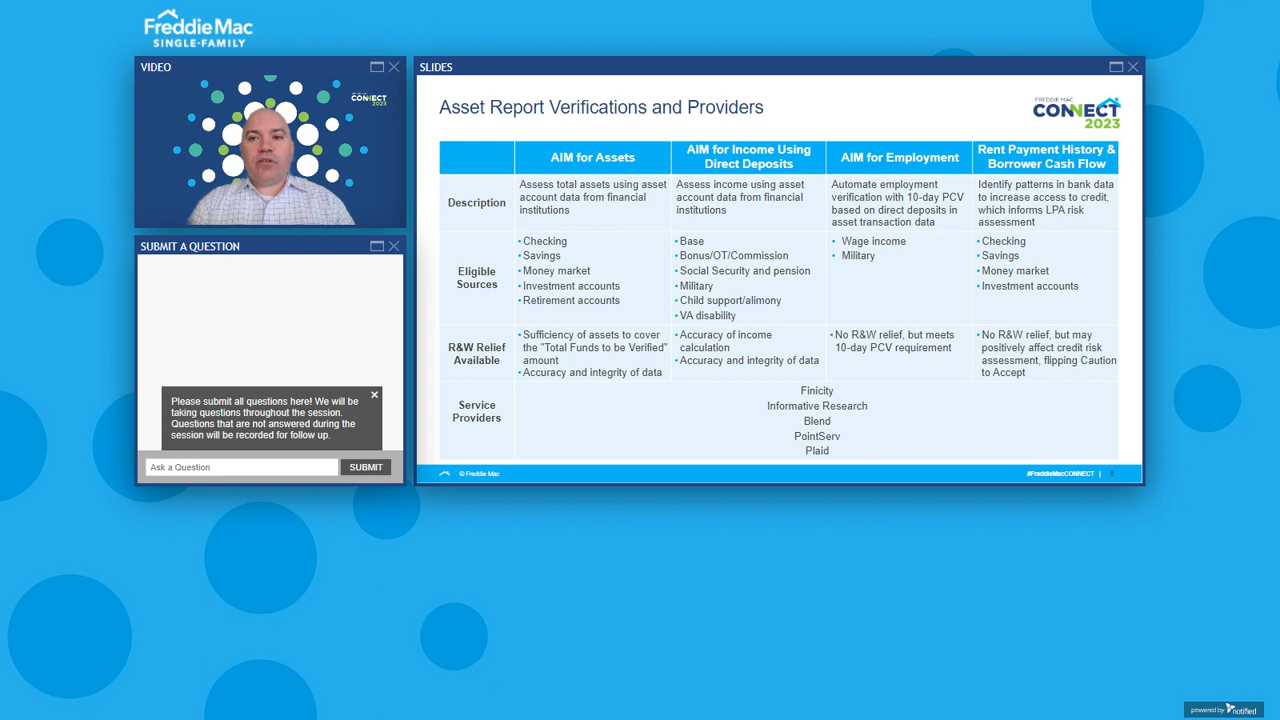 FreddieMac
SINGLE-FAMILY
VIDEO
CONNECT
2023
SUBMIT A QUESTION
Please submit all questions here! We will be
taking questions throughout the session.
Questions that are not answered during the
session will be recorded for follow up.
Ask a Question
SUBMIT
SLIDES
Asset Report Verifications and Providers
FREDDIE MAC
CONNECT
2023
AIM for Assets
AIM for Income Using
Direct Deposits
AIM for Employment
Rent Payment History &
Borrower Cash Flow
Description
Assess total assets using asset
account data from financial
institutions
Assess income using asset
account data from financial
institutions
Automate employment
verification with 10-day PCV
based on direct deposits in
asset transaction data
Identify patterns in bank data
to increase access to credit,
which informs LPA risk
assessment
Eligible
Sources
• Checking
• Savings
• Money market
• Investment accounts
• Retirement accounts
• Base
• Bonus/OT/Commission
• Social Security and pension
• Military
• Child support/alimony
• VA disability
• Wage income
• Military
• Checking
• Savings
• Money market
• Investment accounts
R&W Relief
Available
• Sufficiency of assets to cover
the "Total Funds to be Verified"
amount
• Accuracy and integrity of data
• Accuracy of income
calculation
• Accuracy and integrity of data
• No R&W relief, but meets
10-day PCV requirement
• No R&W relief, but may
positively affect credit risk
assessment, flipping Caution
to Accept
Service
Providers
Finicity
Informative Research
Blend
PointServ
Plaid
© Freddie Mac
#FreddieMacCONNECT | 5
powered by notified